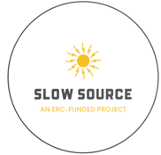 SLOW SOURCE
AN ERC-FUNDED PROJECT